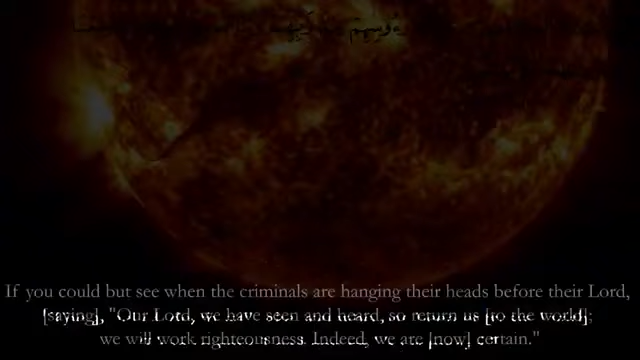 رُءُوسِهِمْ
If you could but see when the criminals are hanging their heads before their Lord,
[saying], "Our Lord, we have seen and heard, so return us [to the world];
we will work righteousness. Indeed, we are [now] certain."